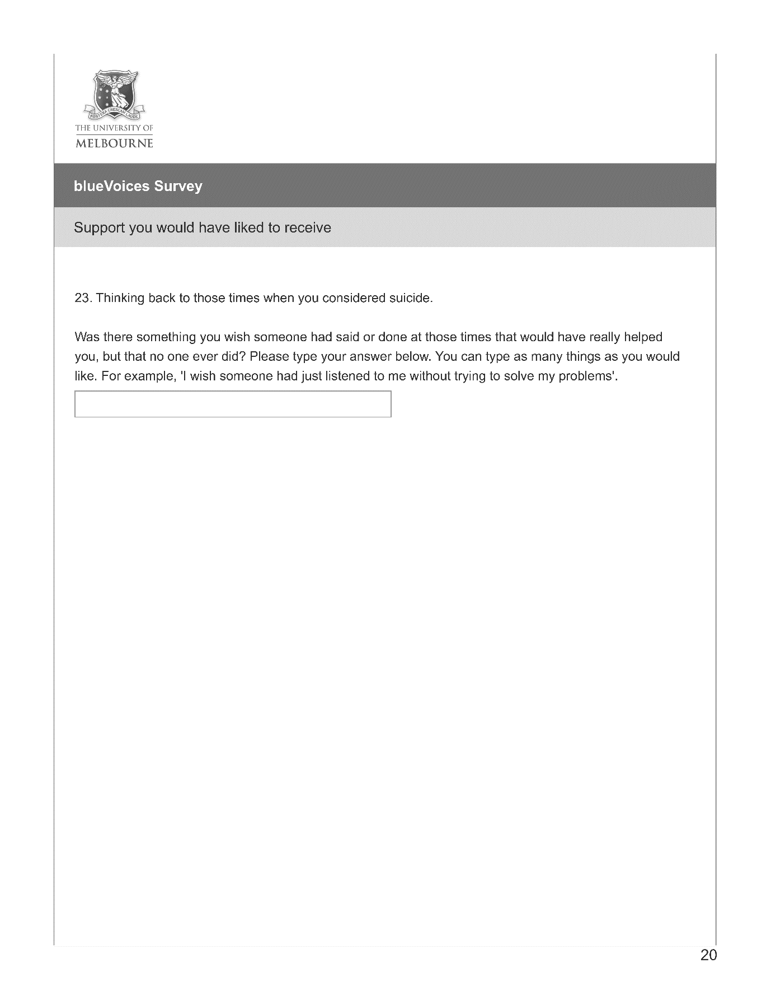 POSTERA CRESCAM LAUDE
THE UNIVERSITY OF
MELBOURNE
blueVoices Survey
Support you would have liked to receive
23. Thinking back to those times when you considered suicide.
Was there something you wish someone had said or done at those times that would have really helped
you, but that no one ever did? Please type your answer below. You can type as many things as you would
like. For example, 'I wish someone had just listened to me without trying to solve my problems'.
20